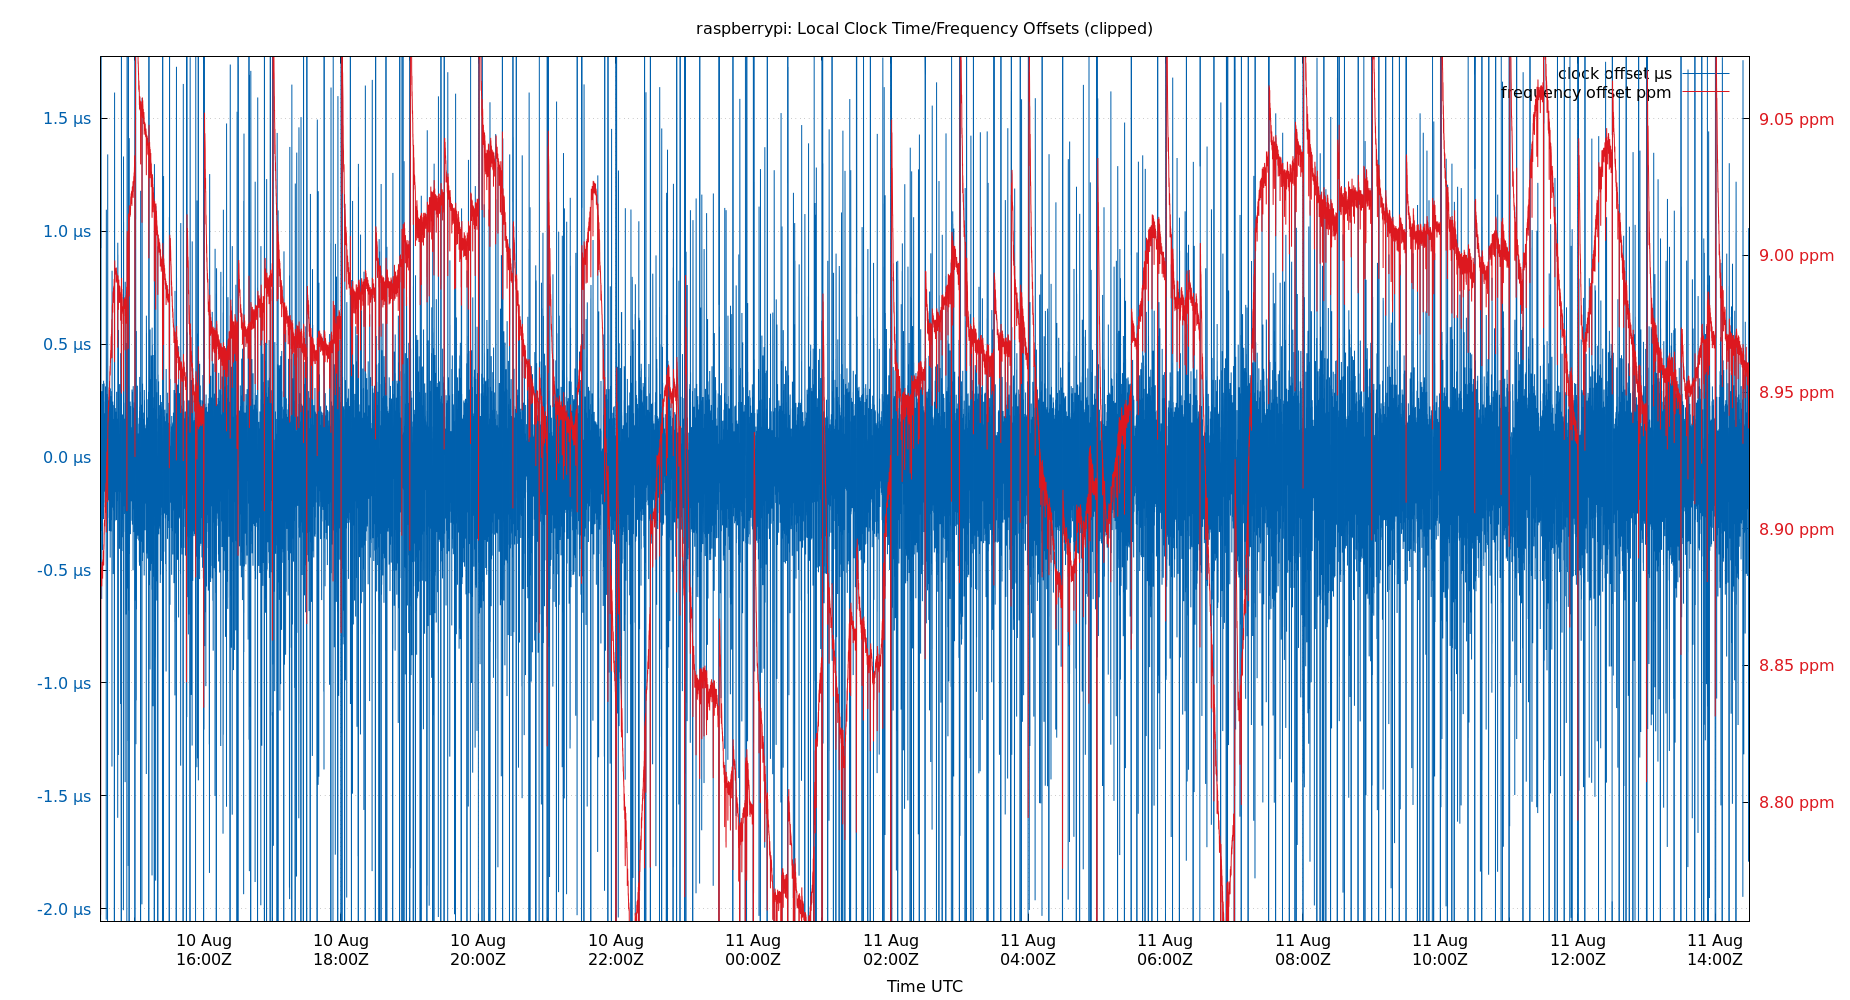 raspberrypi: Local Clock Time/Frequency Offsets (clipped)
clock offset µs
frequency offset ppm
1.5 µs
1.0 µs
0.5 µs
0.0 µs
-0.5 µs
-1.0 µs
-1.5 µs
-2.0 µs
9.05 ppm
9.00 ppm
8.95 ppm
8.90 ppm
8.85 ppm
8.80 ppm
10 Aug 10 Aug 10 Aug 10 Aug 11 Aug 11 Aug 11 Aug 11 Aug 11 Aug 11 Aug 11 Aug 11 Aug
16:00Z 18:00Z 20:00Z 22:00Z 00:00Z 02:00Z 04:00Z 06:00Z 08:00Z 10:00Z 12:00Z 14:00Z
Time UTC